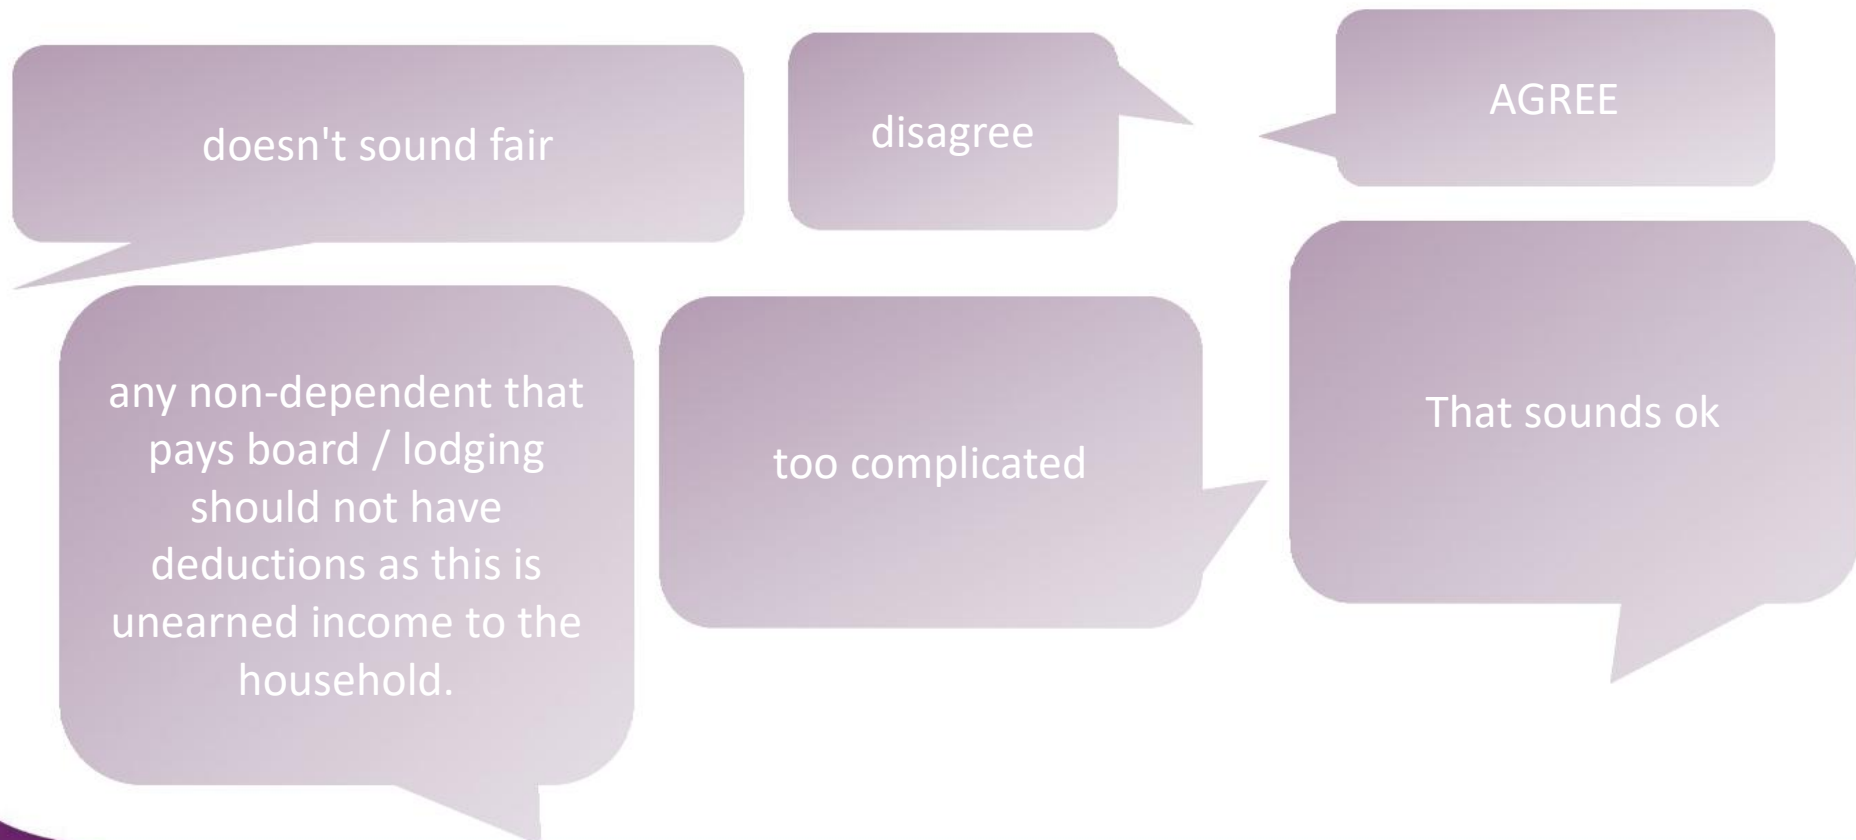 doesn't sound fair
disagree
AGREE
any non-dependent that
pays board / lodging
should not have
deductions as this is
unearned income to the
household.
too complicated
That sounds ok